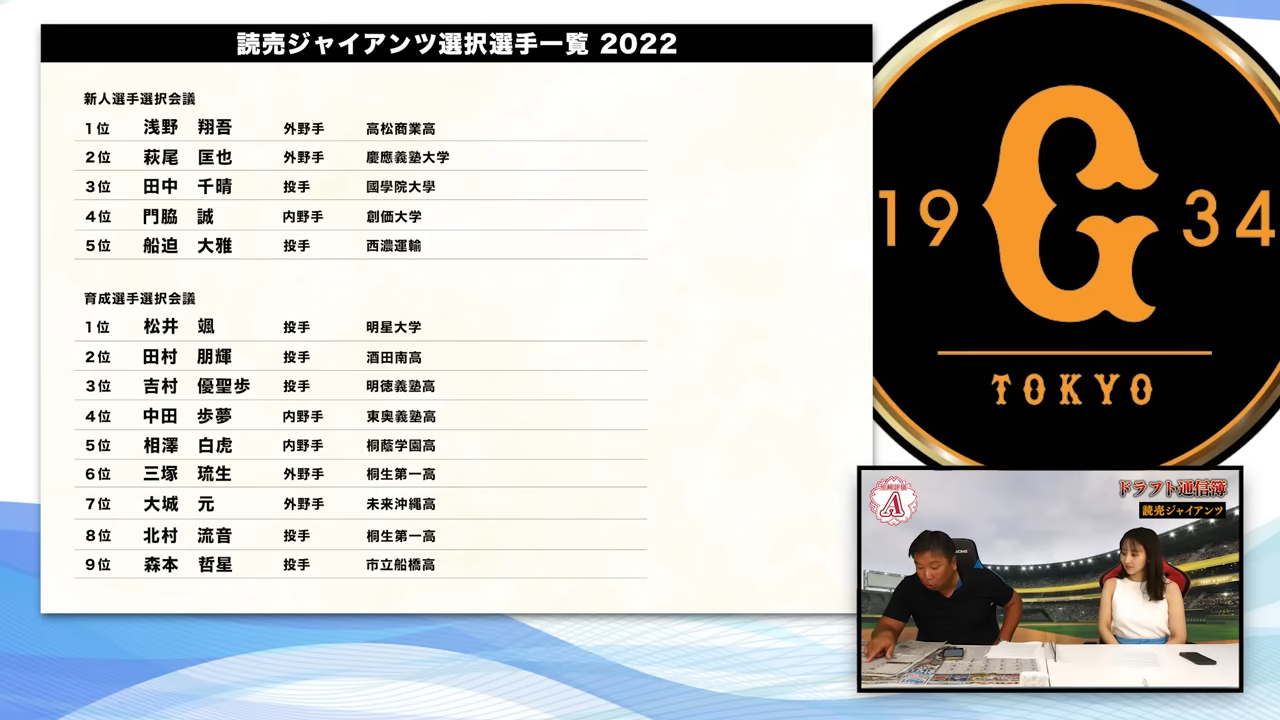 読売ジャイアンツ選択選手一覧 2022
新人選手選択会議
1位 浅野 翔吾 外野手 高松商業高
2位 萩尾 匡也 外野手 慶應義塾大学
3位 田中 千晴 投手 國學院大學
4位 門脇 誠 内野手 創価大学
5位 船迫 大雅 投手 西濃運輸
育成選手選択会議
1位 松井 颯 投手 明星大学
2位 田村 朋輝 投手 酒田南高
3位 吉村 優聖歩 投手 明徳義塾高
4位 中田 歩夢 内野手 東奥義塾高
5位 相澤 白虎 内野手 桐蔭学園高
6位 三塚 琉生 外野手 桐生第一高
7位 大城 元 外野手 未来沖縄高
8位 北村 流音 投手 桐生第一高
9位 森本 哲星 投手 市立船橋高
G
19 34
TOKYO
A
ドラフト通信簿
読売ジャイアンツ